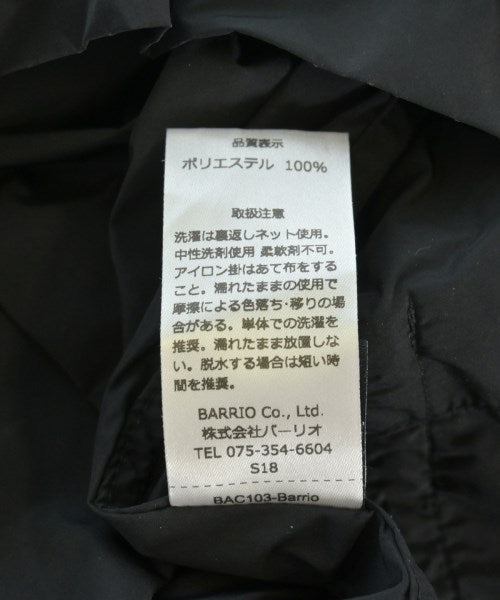 品質表示
ポリエステル 100%
取扱注意
洗濯は裏返しネット使用。
中性洗剤使用 柔軟剤不可。
アイロン掛はあて布をする
こと。濡れたままの使用で
摩擦による色落ち・移りの場
合がある。単体での洗濯を
推奨。濡れたまま放置しな
い。脱水する場合は短い時
間を推奨。
BARRIO Co., Ltd.
株式会社バーリオ
TEL 075-354-6604
S18
BAC103-Barrio